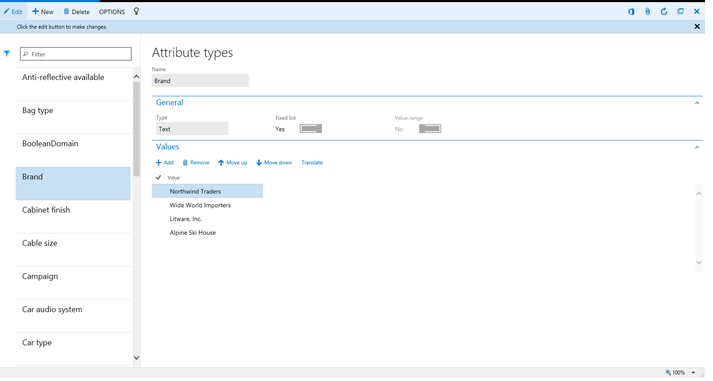 Edit New Delete OPTIONS
Click the edit button to make changes.
Filter
Anti-reflective available
Bag type
BooleanDomain
Brand
Cabinet finish
Cable size
Campaign
Car audio system
Car type
Attribute types
Name
Brand
General
Type Fixed list Value range
Text Yes No
Values
Add Remove Move up Move down Translate
Value
Northwind Traders
Wide World Importers
Litware, Inc.
Alpine Ski House
100%